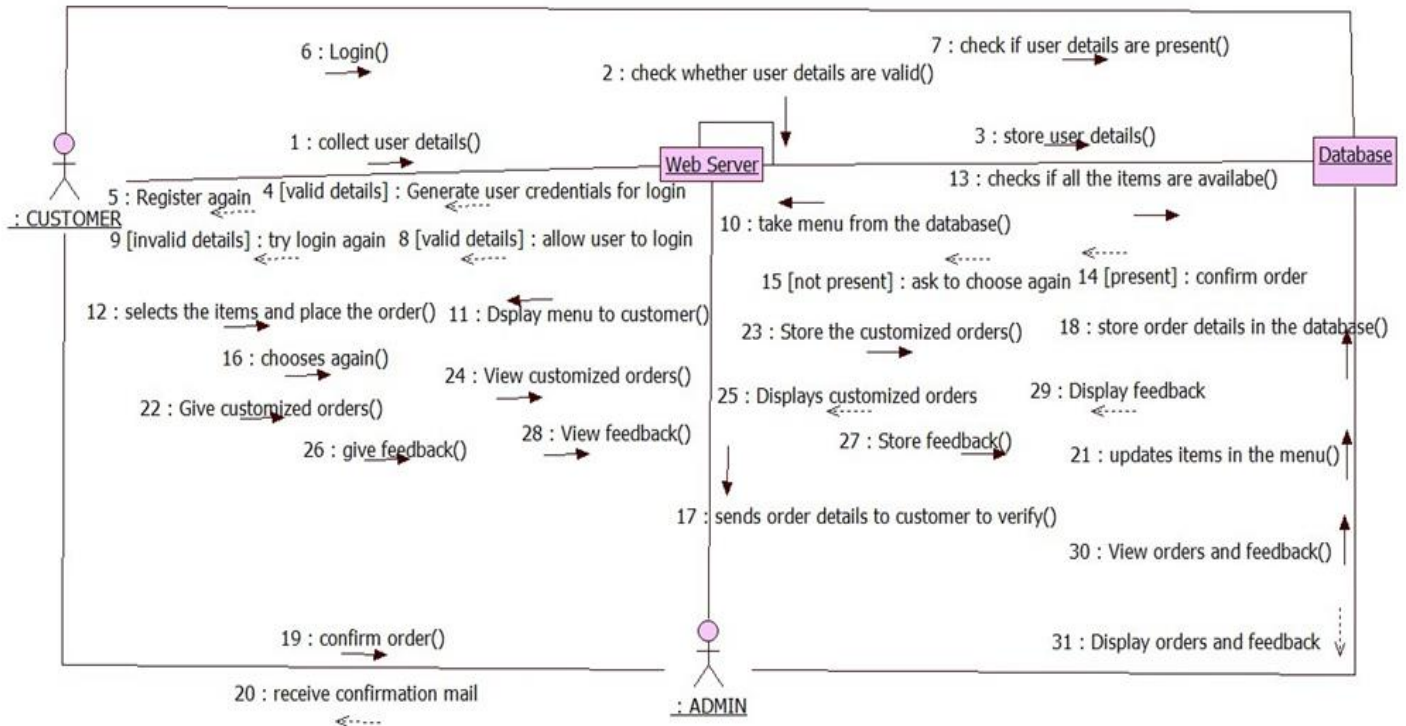 6 : Login()
7 : check if user details are present()
2 : check whether user details are valid()
1 : collect user details()
3 : store user details()
Web Server
Database
5 : Register again
4 [valid details] : Generate user credentials for login
13 : checks if all the items are availabe()
: CUSTOMER
9 [invalid details] : try login again
8 [valid details] : allow user to login
10 : take menu from the database()
15 [not present] : ask to choose again
14 [present] : confirm order
12 : selects the items and place the order()
11 : Dsplay menu to customer()
23 : Store the customized orders()
18 : store order details in the database()
16 : chooses again()
24 : View customized orders()
25 : Displays customized orders
29 : Display feedback
22 : Give customized orders()
26 : give feedback()
28 : View feedback()
27 : Store feedback()
21 : updates items in the menu()
17 : sends order details to customer to verify()
30 : View orders and feedback()
19 : confirm order()
31 : Display orders and feedback
20 : receive confirmation mail
: ADMIN